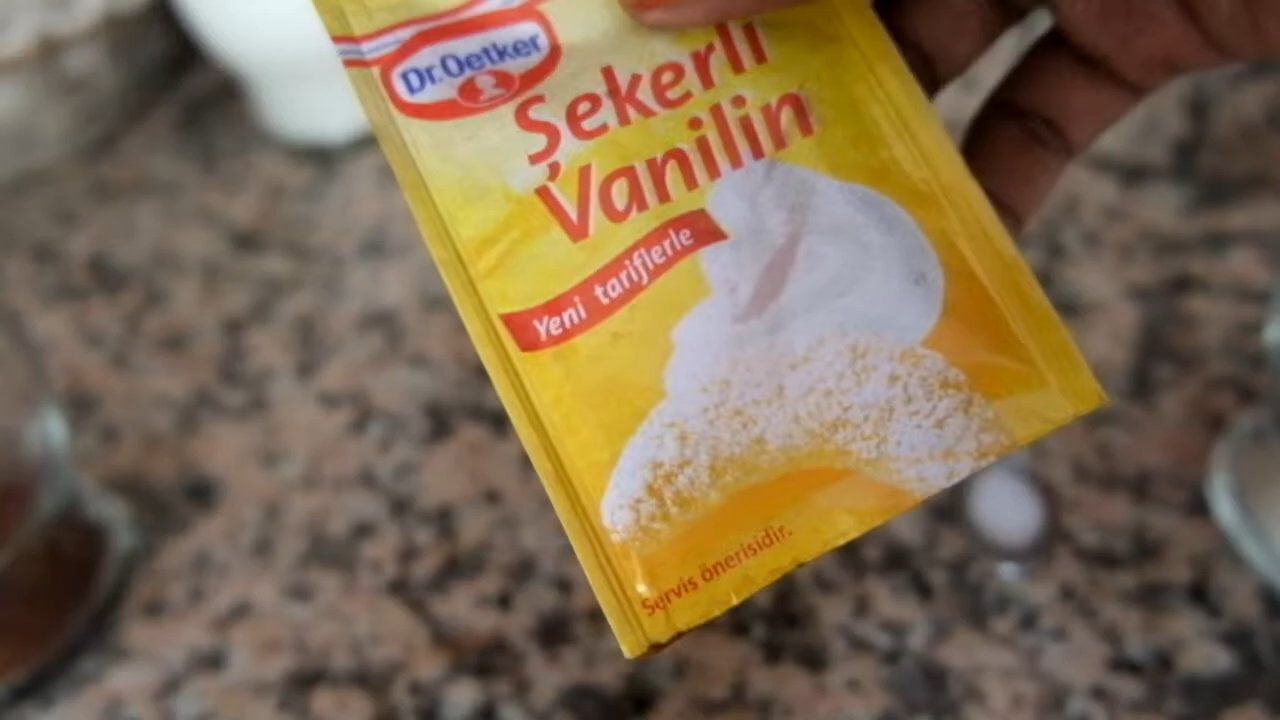 Dr.Oetker
Şekerli
Vanilin
Yeni tariflerle
Servis önerisidir.